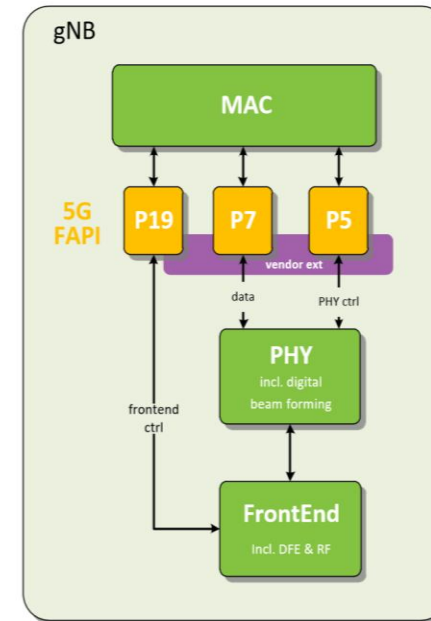 gNB
MAC
5G
FAPI
P19
P7
P5
vendor ext
data
PHY ctrl
PHY
incl. digital
beam forming
frontend
ctrl
FrontEnd
Incl. DFE & RF